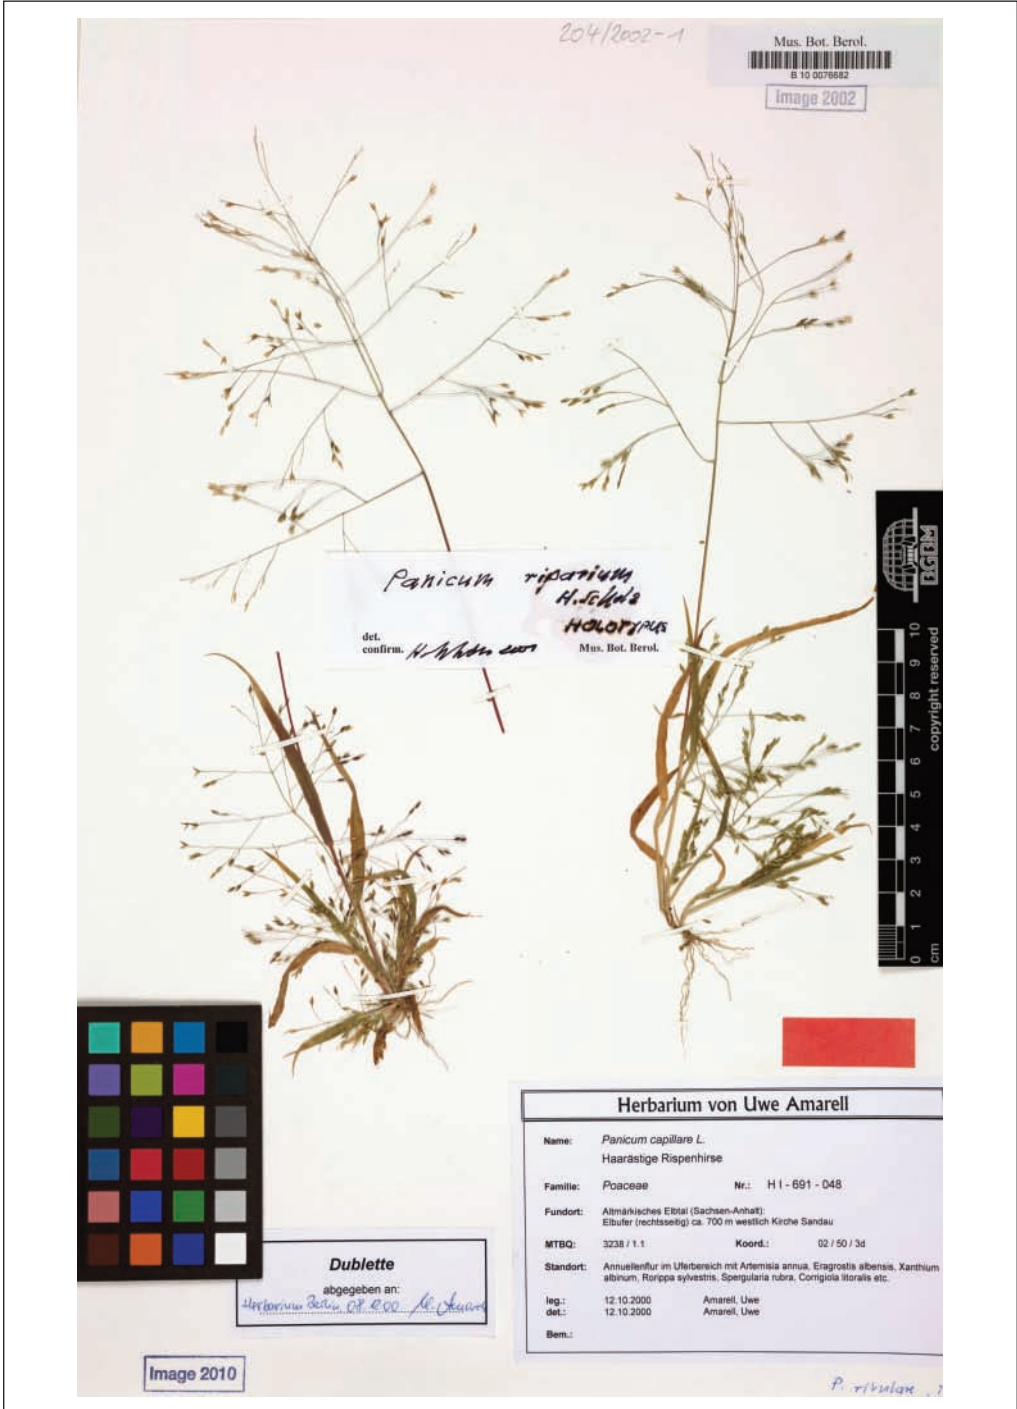 204/2002-1
Mus. Bot. Berol.
B 10 0076682
Image 2002
Panicum riparium
H. Scholz
HOLOTYPUS
det.
confirm.
Mus. Bot. Berol.
BGBM
0 1 2 3 4 5 6 7 8 9 10
cm
copyright reserved
Herbarium von Uwe Amarell
Name: Panicum capillare L.
Haarästige Rispenhirse
Familie: Poaceae Nr.: H I - 691 - 048
Fundort: Altmärkisches Elbtal (Sachsen-Anhalt):
Elbufer (rechtsseitig) ca. 700 m westlich Kirche Sandau
MTBQ: 3238 / 1.1 Koord.: 02 / 50 / 3d
Standort: Annuellenflur im Uferbereich mit Artemisia annua, Eragrostis albensis, Xanthium
albinum, Rorippa sylvestris, Spergularia rubra, Corrigiola litoralis etc.
leg.: 12.10.2000 Amarell, Uwe
det.: 12.10.2000 Amarell, Uwe
Bem.:
Dublette
abgegeben an:
Herbarium Berlin, 08. U. Amarell
Image 2010
P.